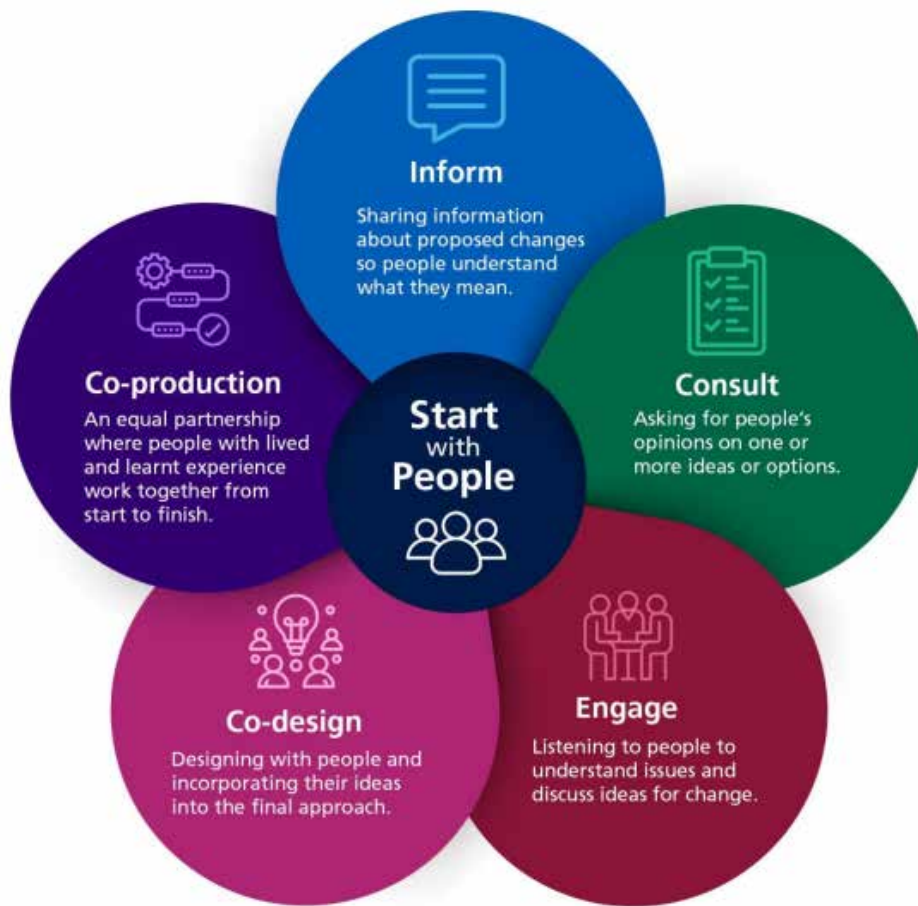 Inform
Sharing information
about proposed changes
so people understand
what they mean.
Consult
Asking for people's
opinions on one or
more ideas or options.
Engage
Listening to people to
understand issues and
discuss ideas for change.
Co-design
Designing with people and
incorporating their ideas
into the final approach.
Co-production
An equal partnership
where people with lived
and learnt experience
work together from
start to finish.
Start
with
People